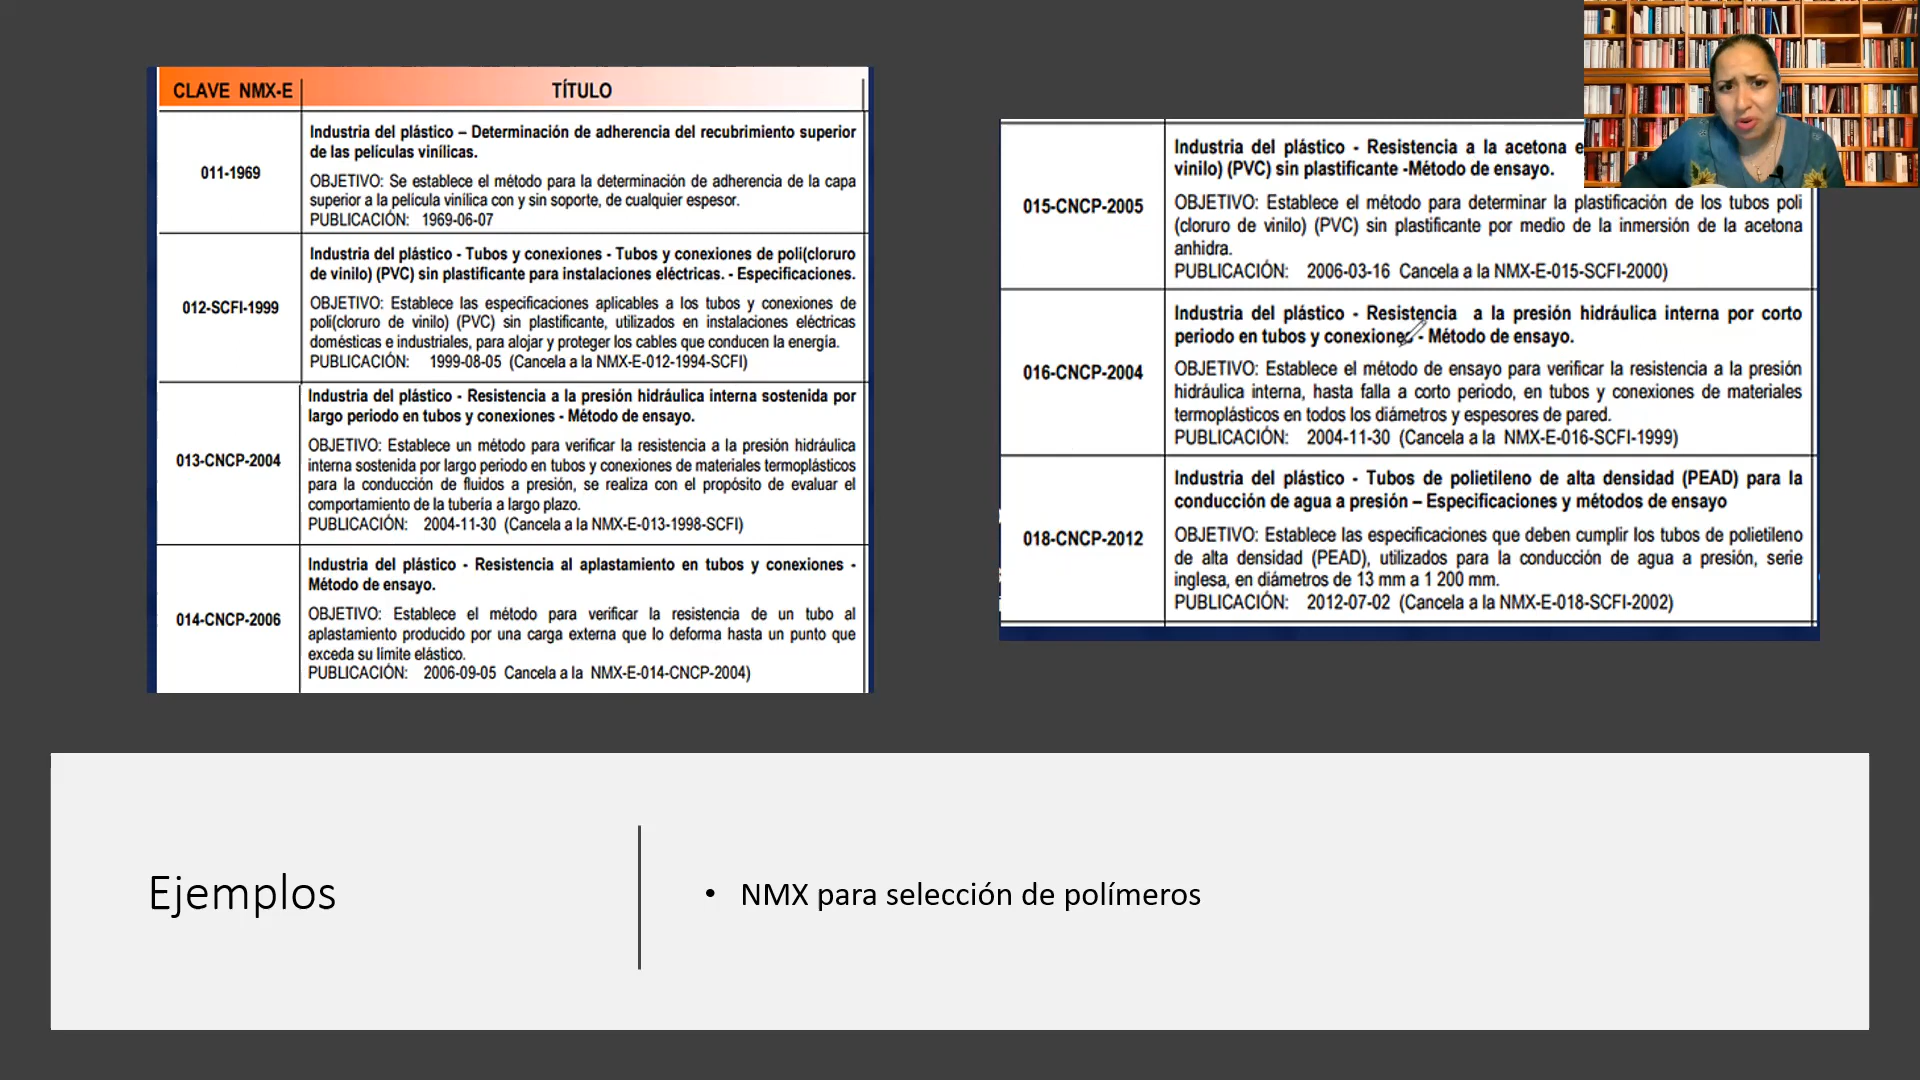 CLAVE NMX-E TÍTULO
011-1969
Industria del plástico – Determinación de adherencia del recubrimiento superior
de las películas vinílicas.
OBJETIVO: Se establece el método para la determinación de adherencia de la capa
superior a la película vinílica con y sin soporte, de cualquier espesor.
PUBLICACIÓN: 1969-06-07
012-SCFI-1999
Industria del plástico - Tubos y conexiones - Tubos y conexiones de poli(cloruro
de vinilo) (PVC) sin plastificante para instalaciones eléctricas. - Especificaciones.
OBJETIVO: Establece las especificaciones aplicables a los tubos y conexiones de
poli(cloruro de vinilo) (PVC) sin plastificante, utilizados en instalaciones eléctricas
domésticas e industriales, para alojar y proteger los cables que conducen la energía.
PUBLICACIÓN: 1999-08-05 (Cancela a la NMX-E-012-1994-SCFI)
013-CNCP-2004
Industria del plástico - Resistencia a la presión hidráulica interna sostenida por
largo periodo en tubos y conexiones - Método de ensayo.
OBJETIVO: Establece un método para verificar la resistencia a la presión hidráulica
interna sostenida por largo periodo en tubos y conexiones de materiales termoplásticos
para la conducción de fluidos a presión, se realiza con el propósito de evaluar el
comportamiento de la tubería a largo plazo.
PUBLICACIÓN: 2004-11-30 (Cancela a la NMX-E-013-1998-SCFI)
014-CNCP-2006
Industria del plástico - Resistencia al aplastamiento en tubos y conexiones -
Método de ensayo.
OBJETIVO: Establece el método para verificar la resistencia de un tubo al
aplastamiento producido por una carga externa que lo deforma hasta un punto que
exceda su limite elástico.
PUBLICACIÓN: 2006-09-05 Cancela a la NMX-E-014-CNCP-2004)
015-CNCP-2005
Industria del plástico - Resistencia a la acetona e
vinilo) (PVC) sin plastificante -Método de ensayo.
OBJETIVO: Establece el método para determinar la plastificación de los tubos poli
(cloruro de vinilo) (PVC) sin plastificante por medio de la inmersión de la acetona
anhidra.
PUBLICACIÓN: 2006-03-16 Cancela a la NMX-E-015-SCFI-2000)
016-CNCP-2004
Industria del plástico - Resistencia a la presión hidráulica interna por corto
periodo en tubos y conexiones - Método de ensayo.
OBJETIVO: Establece el método de ensayo para verificar la resistencia a la presión
hidráulica interna, hasta falla a corto periodo, en tubos y conexiones de materiales
termoplásticos en todos los diámetros y espesores de pared.
PUBLICACIÓN: 2004-11-30 (Cancela a la NMX-E-016-SCFI-1999)
018-CNCP-2012
Industria del plástico - Tubos de polietileno de alta densidad (PEAD) para la
conducción de agua a presión – Especificaciones y métodos de ensayo
OBJETIVO: Establece las especificaciones que deben cumplir los tubos de polietileno
de alta densidad (PEAD), utilizados para la conducción de agua a presión, serie
inglesa, en diámetros de 13 mm a 1 200 mm.
PUBLICACIÓN: 2012-07-02 (Cancela a la NMX-E-018-SCFI-2002)
Ejemplos
• NMX para selección de polímeros